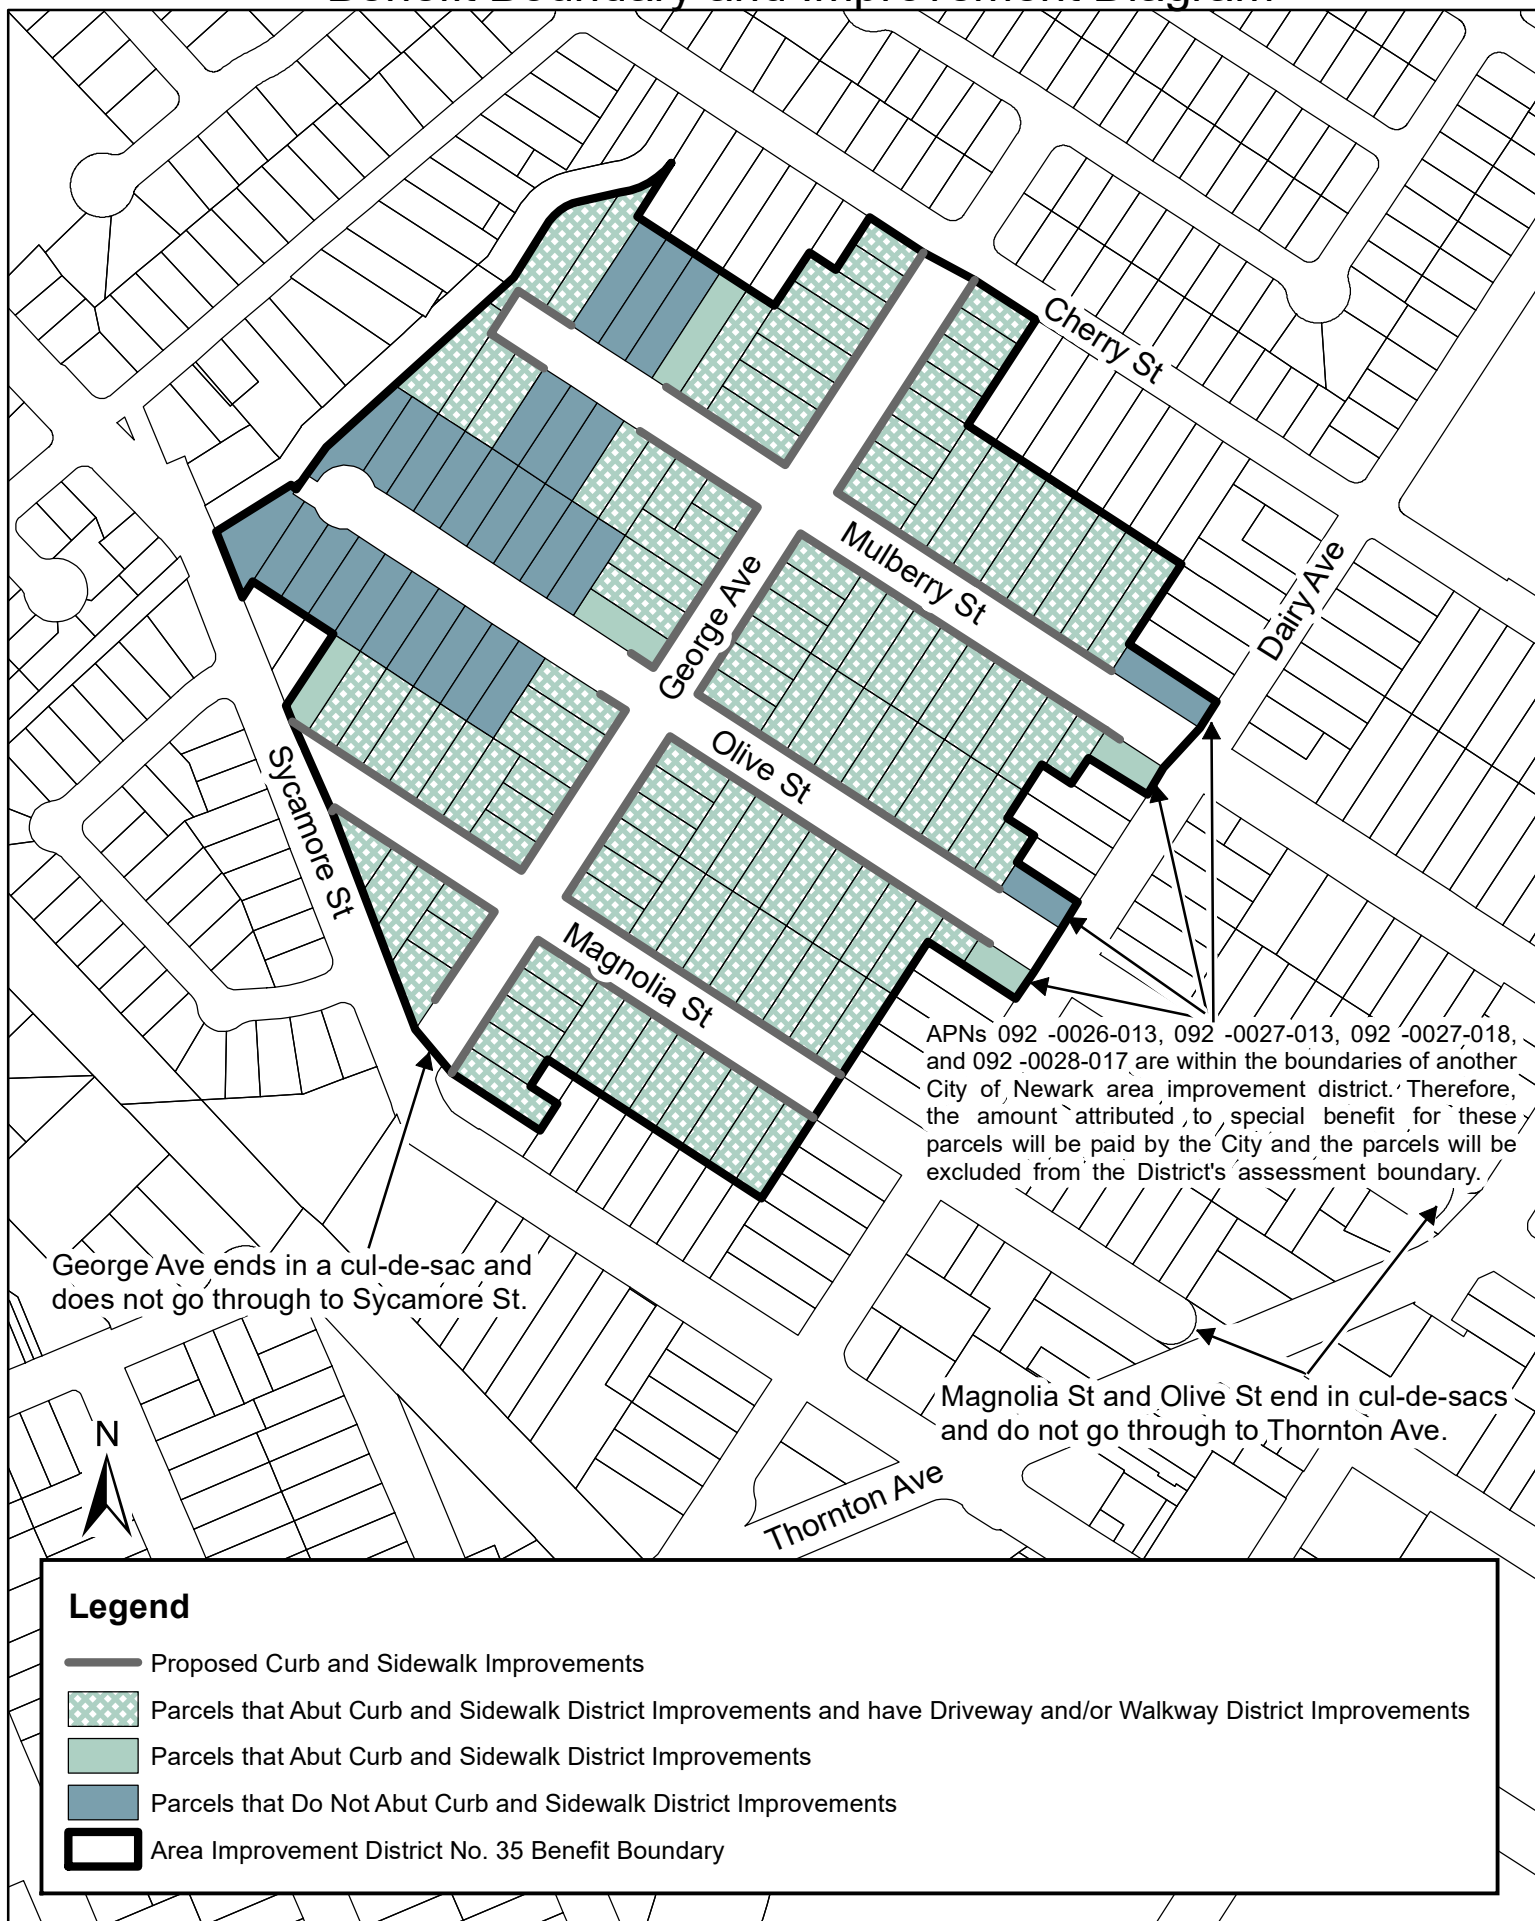 Benefit Boundary and Improvement Diagram
Cherry St
Mulberry St
Dairy Ave
George Ave
Olive St
Sycamore St
Magnolia St
APNs 092 -0026-013, 092 -0027-013, 092 -0027-018,
and 092 -0028-017 are within the boundaries of another
City of Newark area improvement district. Therefore,
the amount attributed to special benefit for these
parcels will be paid by the City and the parcels will be
excluded from the District's assessment boundary.
George Ave ends in a cul-de-sac and
does not go through to Sycamore St.
Magnolia St and Olive St end in cul-de-sacs
and do not go through to Thornton Ave.
N
Thornton Ave
Legend
Proposed Curb and Sidewalk Improvements
Parcels that Abut Curb and Sidewalk District Improvements and have Driveway and/or Walkway District Improvements
Parcels that Abut Curb and Sidewalk District Improvements
Parcels that Do Not Abut Curb and Sidewalk District Improvements
Area Improvement District No. 35 Benefit Boundary